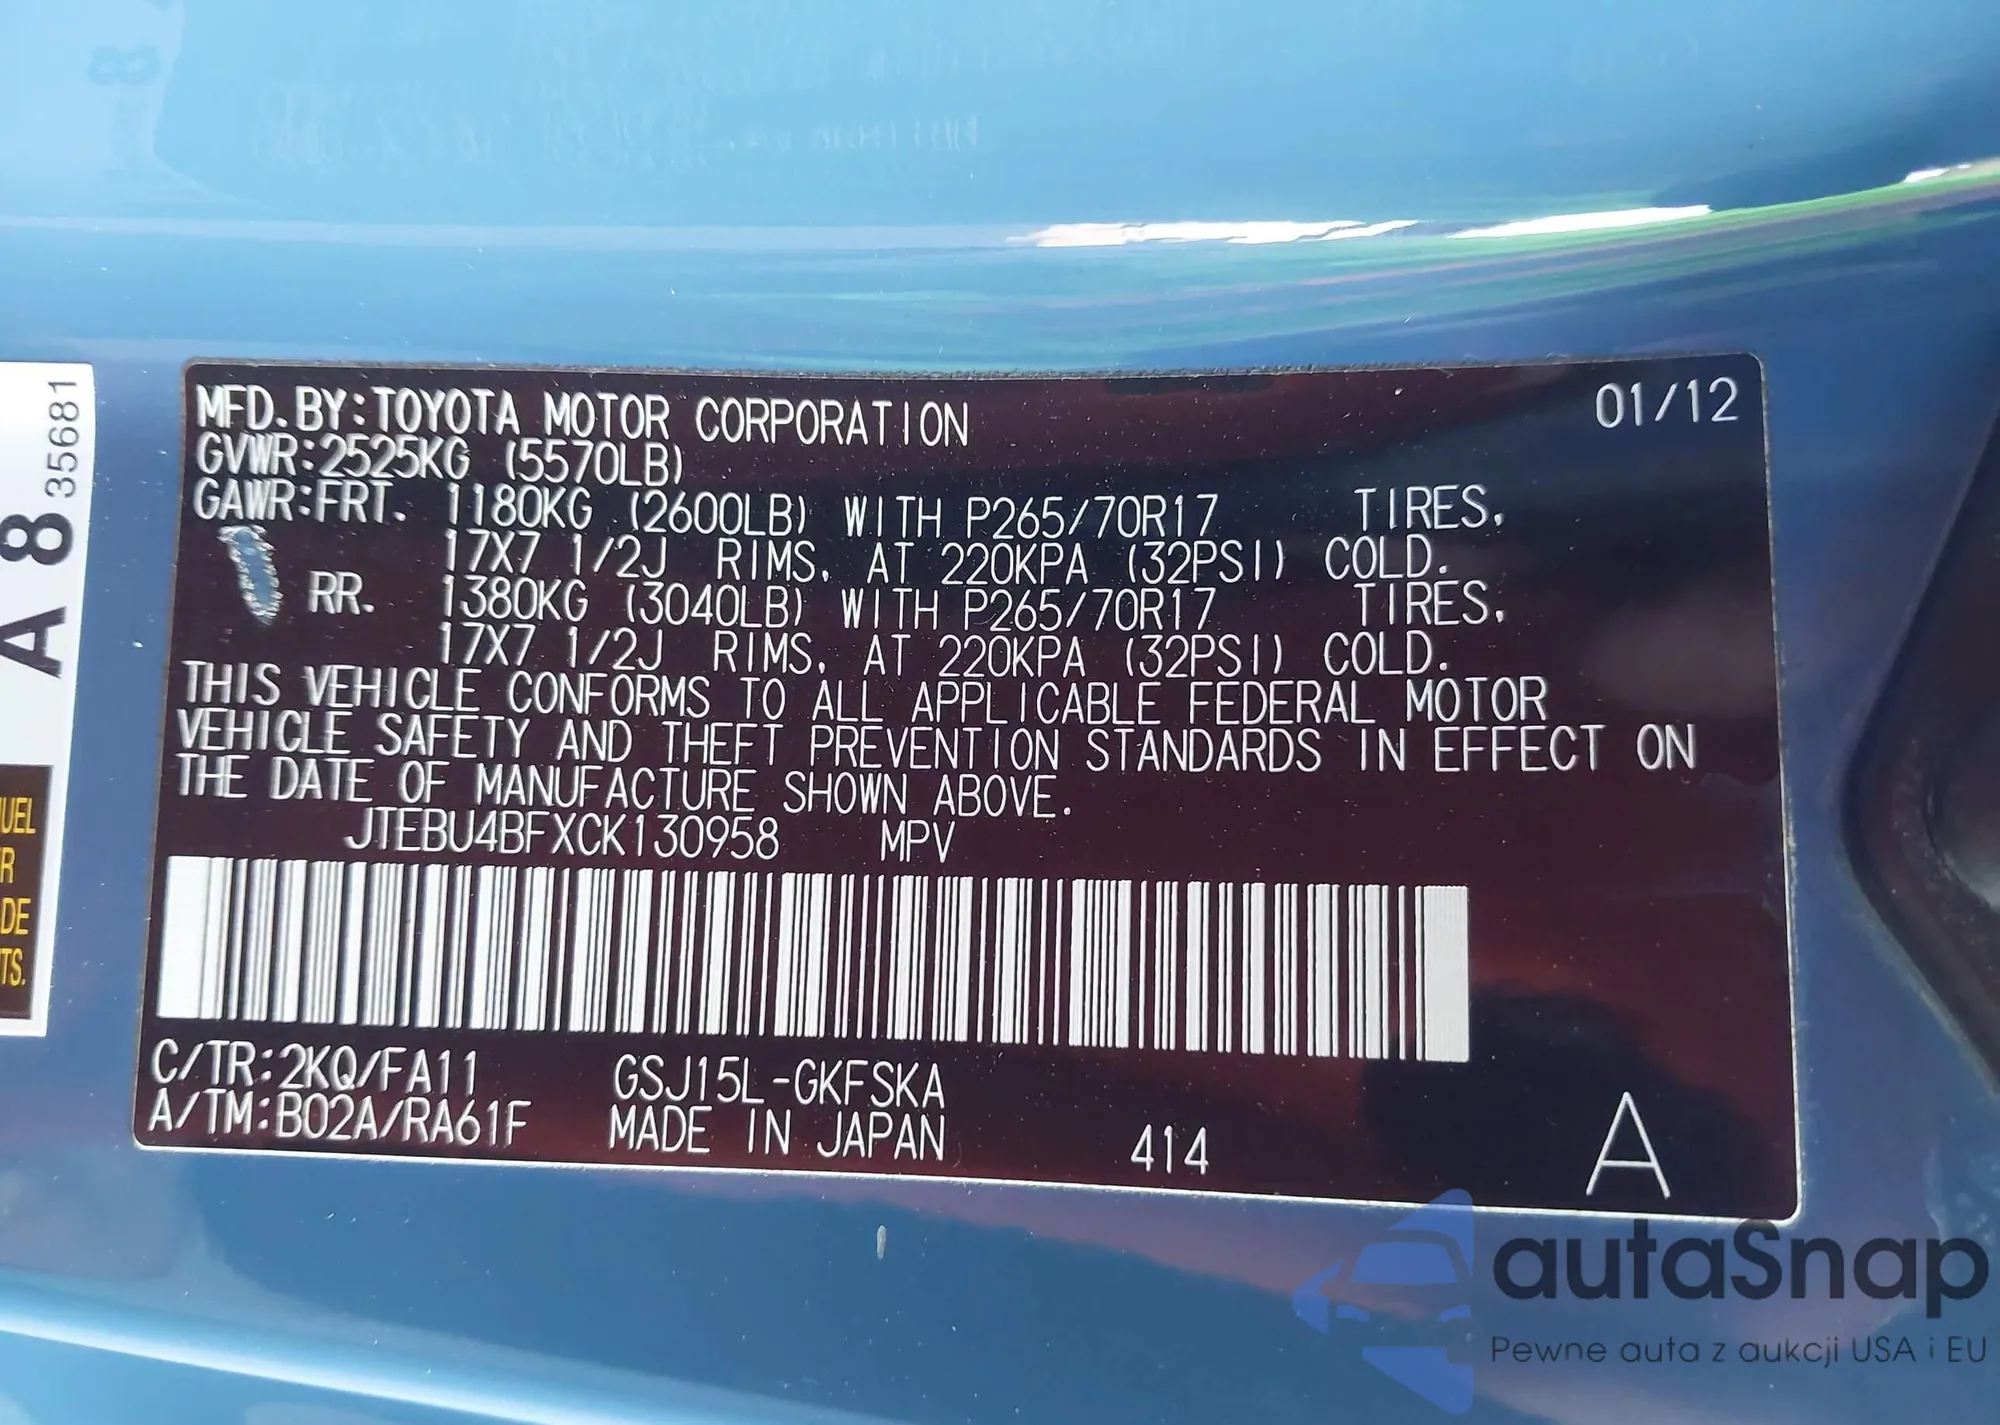 MFD.BY:TOYOTA MOTOR CORPORATION 01/12
GVWR:2525KG (5570LB)
GAWR:FRT. 1180KG (2600LB) WITH P265/70R17 TIRES,
17X7 1/2J RIMS, AT 220KPA (32PSI) COLD.
RR. 1380KG (3040LB) WITH P265/70R17 TIRES,
17X7 1/2J RIMS, AT 220KPA (32PSI) COLD.
THIS VEHICLE CONFORMS TO ALL APPLICABLE FEDERAL MOTOR
VEHICLE SAFETY AND THEFT PREVENTION STANDARDS IN EFFECT ON
THE DATE OF MANUFACTURE SHOWN ABOVE.
JTEBU4BFXCK130958 MPV
C/TR:2KQ/FA11 GSJ15L-GKFSKA
A/TM:B02A/RA61F MADE IN JAPAN 414 A
A 8 35681
autaSnap
Pewne auta z aukcji USA i EU